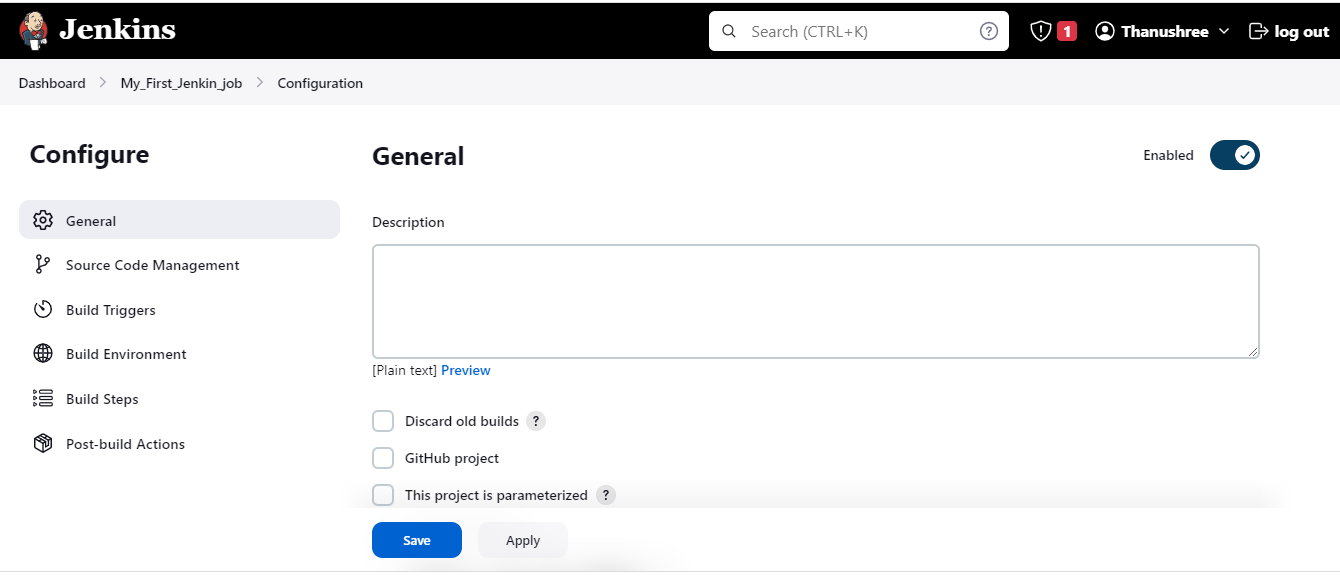 Jenkins
Search (CTRL+K)
?
1
Thanushree
log out
Dashboard > My_First_Jenkin_job > Configuration
Configure
General
Source Code Management
Build Triggers
Build Environment
Build Steps
Post-build Actions
General
Enabled
Description
[Plain text] Preview
Discard old builds ?
GitHub project
This project is parameterized ?
Save
Apply